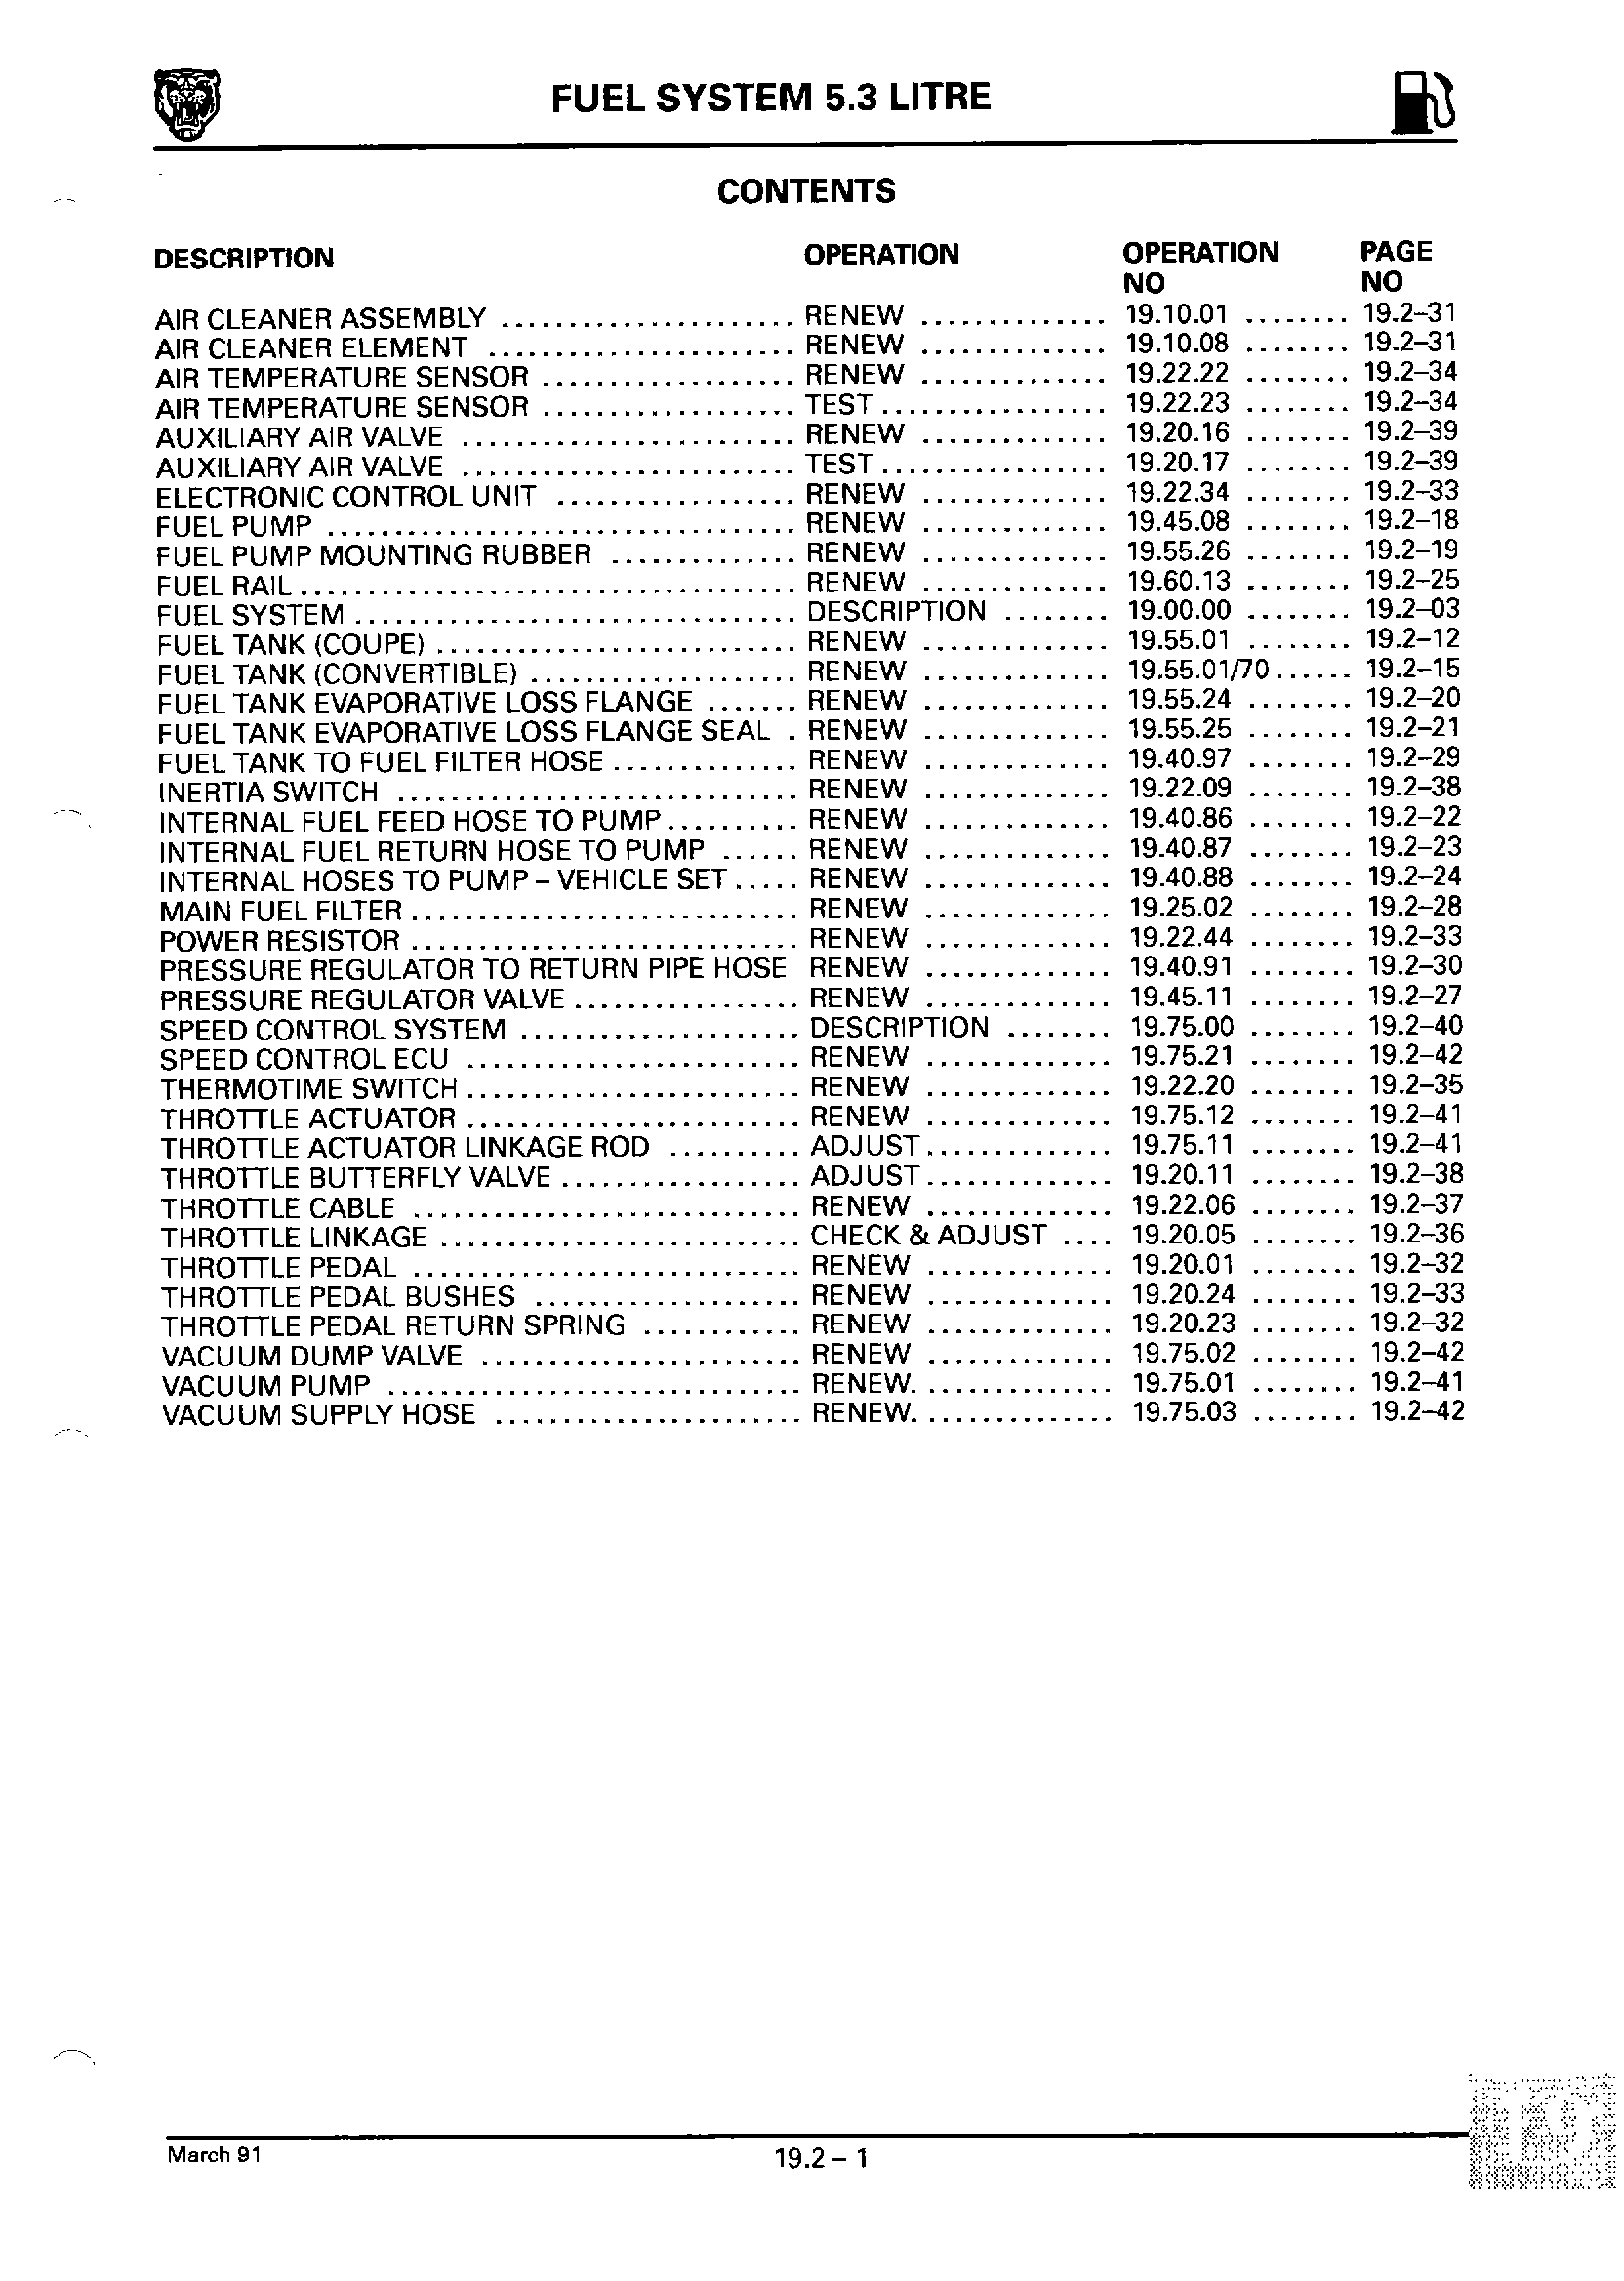 FUEL SYSTEM 5.3 LITRE
CONTENTS
DESCRIPTION OPERATION OPERATION NO PAGE NO
AIR CLEANER ASSEMBLY ...................... RENEW .............. 19.10.01 ........ 19.2–31
AIR CLEANER ELEMENT ....................... RENEW .............. 19.10.08 ........ 19.2–31
AIR TEMPERATURE SENSOR ................... RENEW .............. 19.22.22 ........ 19.2–34
AIR TEMPERATURE SENSOR ................... TEST................. 19.22.23 ........ 19.2–34
AUXILIARY AIR VALVE ......................... RENEW .............. 19.20.16 ........ 19.2–39
AUXILIARY AIR VALVE ......................... TEST................. 19.20.17 ........ 19.2–39
ELECTRONIC CONTROL UNIT .................. RENEW .............. 19.22.34 ........ 19.2–33
FUEL PUMP ................................... RENEW .............. 19.45.08 ........ 19.2–18
FUEL PUMP MOUNTING RUBBER .............. RENEW .............. 19.55.26 ........ 19.2–19
FUEL RAIL..................................... RENEW .............. 19.60.13 ........ 19.2–25
FUEL SYSTEM ................................. DESCRIPTION ........ 19.00.00 ........ 19.2–03
FUEL TANK (COUPE) ........................... RENEW .............. 19.55.01 ........ 19.2–12
FUEL TANK (CONVERTIBLE) .................... RENEW .............. 19.55.01/70...... 19.2–15
FUEL TANK EVAPORATIVE LOSS FLANGE ....... RENEW .............. 19.55.24 ........ 19.2–20
FUEL TANK EVAPORATIVE LOSS FLANGE SEAL . RENEW .............. 19.55.25 ........ 19.2–21
FUEL TANK TO FUEL FILTER HOSE .............. RENEW .............. 19.40.97 ........ 19.2–29
INERTIA SWITCH .............................. RENEW .............. 19.22.09 ........ 19.2–38
INTERNAL FUEL FEED HOSE TO PUMP.......... RENEW .............. 19.40.86 ........ 19.2–22
INTERNAL FUEL RETURN HOSE TO PUMP ...... RENEW .............. 19.40.87 ........ 19.2–23
INTERNAL HOSES TO PUMP – VEHICLE SET ..... RENEW .............. 19.40.88 ........ 19.2–24
MAIN FUEL FILTER ............................. RENEW .............. 19.25.02 ........ 19.2–28
POWER RESISTOR ............................. RENEW .............. 19.22.44 ........ 19.2–33
PRESSURE REGULATOR TO RETURN PIPE HOSE RENEW .............. 19.40.91 ........ 19.2–30
PRESSURE REGULATOR VALVE ................. RENEW .............. 19.45.11 ........ 19.2–27
SPEED CONTROL SYSTEM ..................... DESCRIPTION ........ 19.75.00 ........ 19.2–40
SPEED CONTROL ECU ......................... RENEW .............. 19.75.21 ........ 19.2–42
THERMOTIME SWITCH ......................... RENEW .............. 19.22.20 ........ 19.2–35
THROTTLE ACTUATOR ......................... RENEW .............. 19.75.12 ........ 19.2–41
THROTTLE ACTUATOR LINKAGE ROD .......... ADJUST.............. 19.75.11 ........ 19.2–41
THROTTLE BUTTERFLY VALVE .................. ADJUST.............. 19.20.11 ........ 19.2–38
THROTTLE CABLE ............................. RENEW .............. 19.22.06 ........ 19.2–37
THROTTLE LINKAGE ........................... CHECK & ADJUST .... 19.20.05 ........ 19.2–36
THROTTLE PEDAL ............................. RENEW .............. 19.20.01 ........ 19.2–32
THROTTLE PEDAL BUSHES .................... RENEW .............. 19.20.24 ........ 19.2–33
THROTTLE PEDAL RETURN SPRING ............ RENEW .............. 19.20.23 ........ 19.2–32
VACUUM DUMP VALVE ........................ RENEW .............. 19.75.02 ........ 19.2–42
VACUUM PUMP ............................... RENEW. .............. 19.75.01 ........ 19.2–41
VACUUM SUPPLY HOSE ....................... RENEW. .............. 19.75.03 ........ 19.2–42
March 91 19.2 – 1